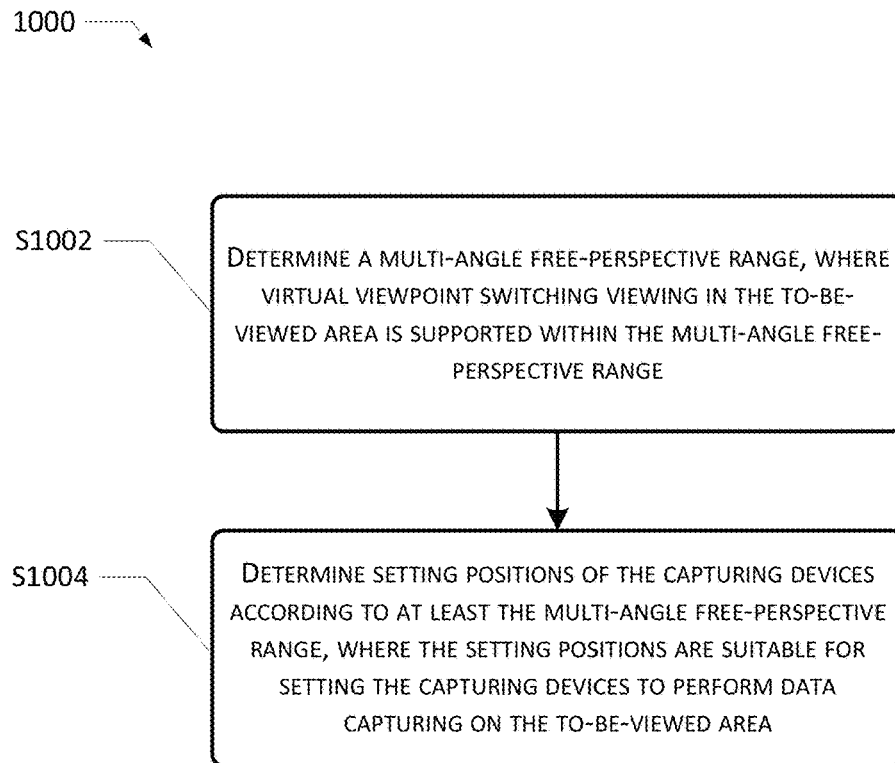 1000
S1002
DETERMINE A MULTI-ANGLE FREE-PERSPECTIVE RANGE, WHERE
VIRTUAL VIEWPOINT SWITCHING VIEWING IN THE TO-BE-
VIEWED AREA IS SUPPORTED WITHIN THE MULTI-ANGLE FREE-
PERSPECTIVE RANGE
S1004
DETERMINE SETTING POSITIONS OF THE CAPTURING DEVICES
ACCORDING TO AT LEAST THE MULTI-ANGLE FREE-PERSPECTIVE
RANGE, WHERE THE SETTING POSITIONS ARE SUITABLE FOR
SETTING THE CAPTURING DEVICES TO PERFORM DATA
CAPTURING ON THE TO-BE-VIEWED AREA